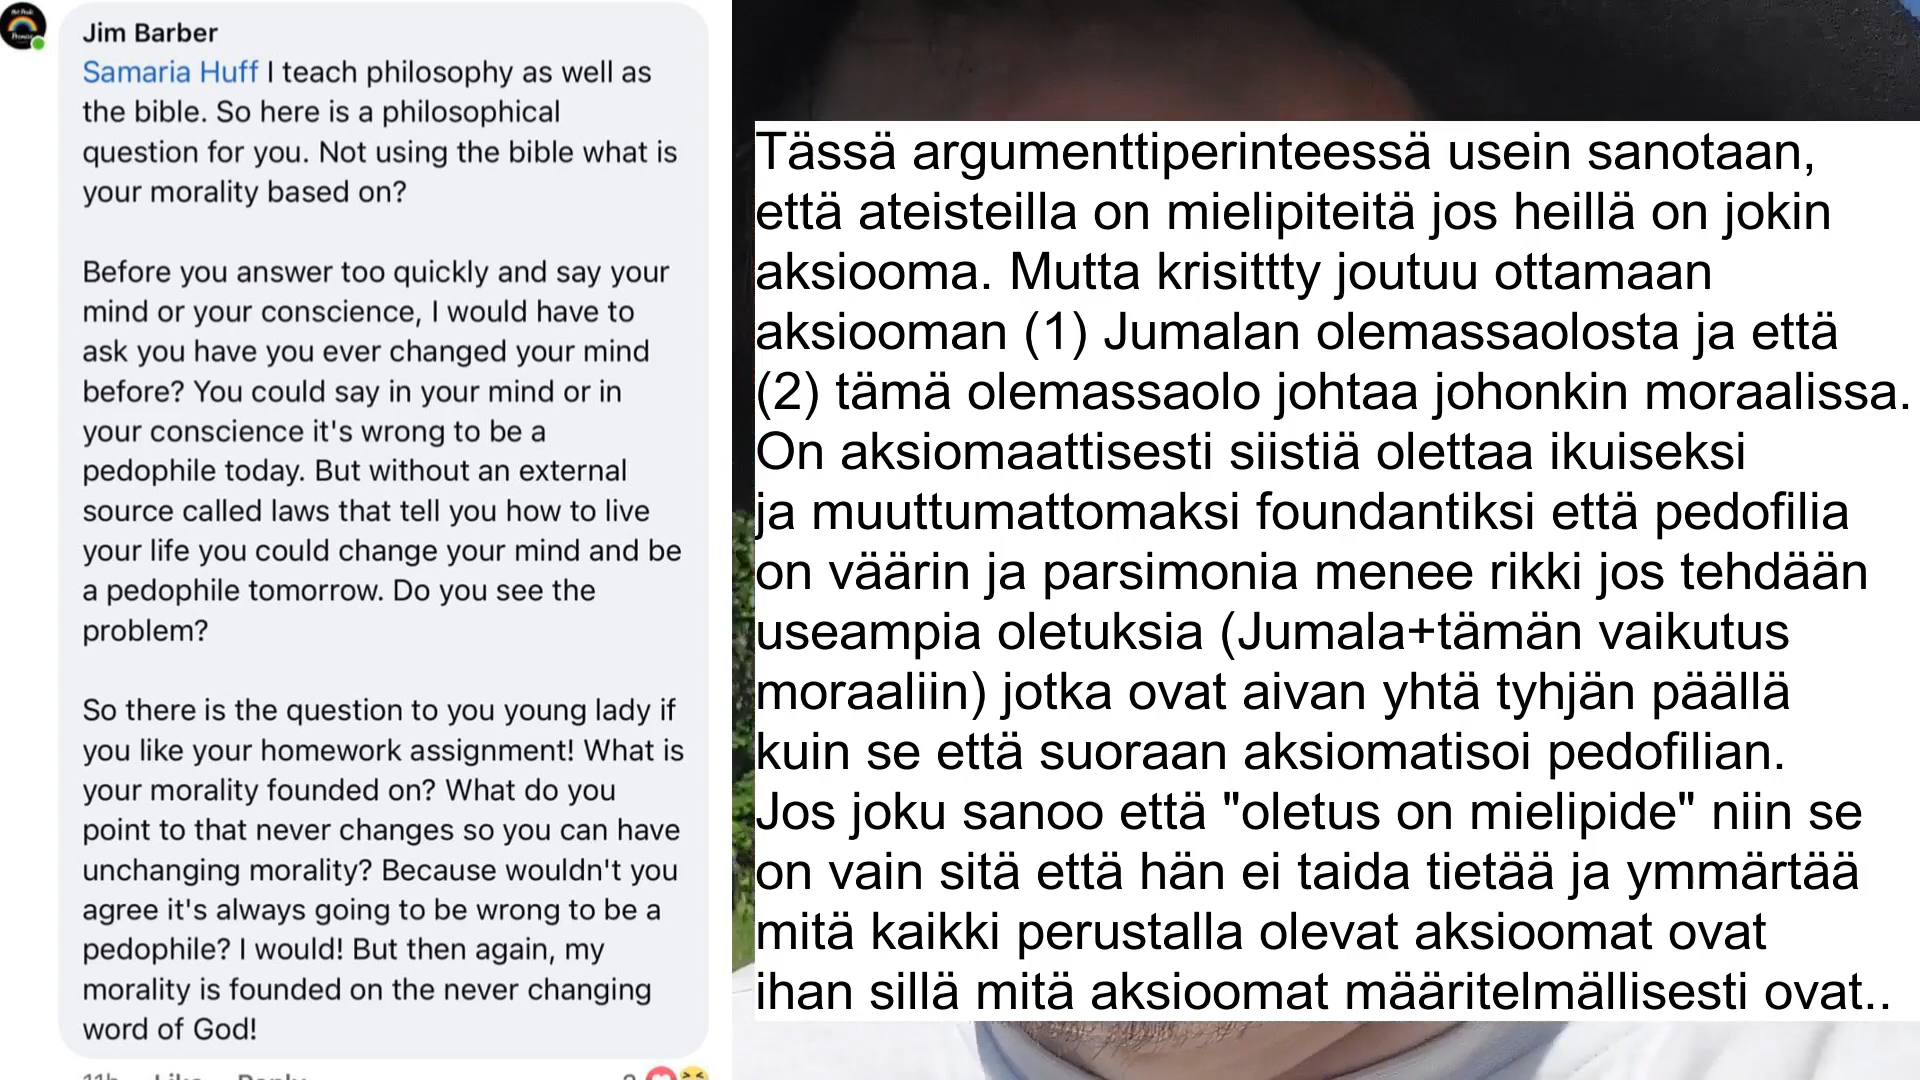 Jim Barber
Samaria Huff I teach philosophy as well as
the bible. So here is a philosophical
question for you. Not using the bible what is
your morality based on?
Before you answer too quickly and say your
mind or your conscience, I would have to
ask you have you ever changed your mind
before? You could say in your mind or in
your conscience it's wrong to be a
pedophile today. But without an external
source called laws that tell you how to live
your life you could change your mind and be
a pedophile tomorrow. Do you see the
problem?
So there is the question to you young lady if
you like your homework assignment! What is
your morality founded on? What do you
point to that never changes so you can have
unchanging morality? Because wouldn't you
agree it's always going to be wrong to be a
pedophile? I would! But then again, my
morality is founded on the never changing
word of God!
Tässä argumenttiperinteessä usein sanotaan,
että ateisteilla on mielipiteitä jos heillä on jokin
aksiooma. Mutta krisittty joutuu ottamaan
aksiooman (1) Jumalan olemassaolosta ja että
(2) tämä olemassaolo johtaa johonkin moraalissa.
On aksiomaattisesti siistiä olettaa ikuiseksi
ja muuttumattomaksi foundantiksi että pedofilia
on väärin ja parsimonia menee rikki jos tehdään
useampia oletuksia (Jumala+tämän vaikutus
moraaliin) jotka ovat aivan yhtä tyhjän päällä
kuin se että suoraan aksiomatisoi pedofilian.
Jos joku sanoo että "oletus on mielipide" niin se
on vain sitä että hän ei taida tietää ja ymmärtää
mitä kaikki perustalla olevat aksioomat ovat
ihan sillä mitä aksioomat määritelmällisesti ovat..